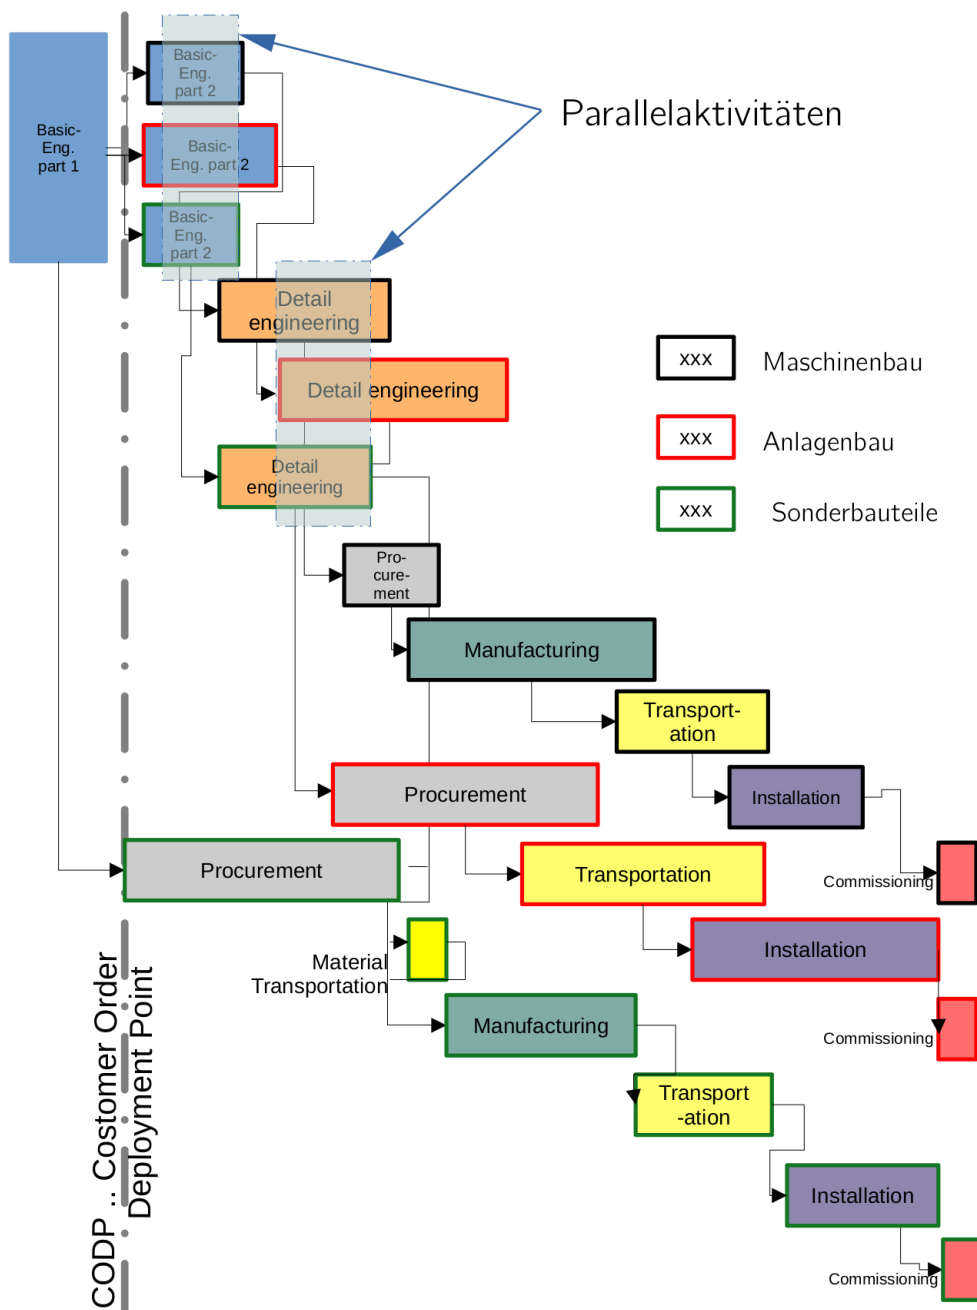 Basic-
Eng.
part 1
Basic-
Eng.
part 2
Basic-
Eng. part 2
Basic-
Eng.
part 2
Parallelaktivitäten
Detail
engineering
Detail engineering
Detail
engineering
xxx Maschinenbau
xxx Anlagenbau
xxx Sonderbauteile
Pro-
cure-
ment
Manufacturing
Transport-
ation
Procurement
Installation
Procurement
Transportation
Commissioning
Material
Transportation
Installation
Manufacturing
Commissioning
Transport
-ation
Installation
Commissioning
CODP .. Costomer Order
Deployment Point